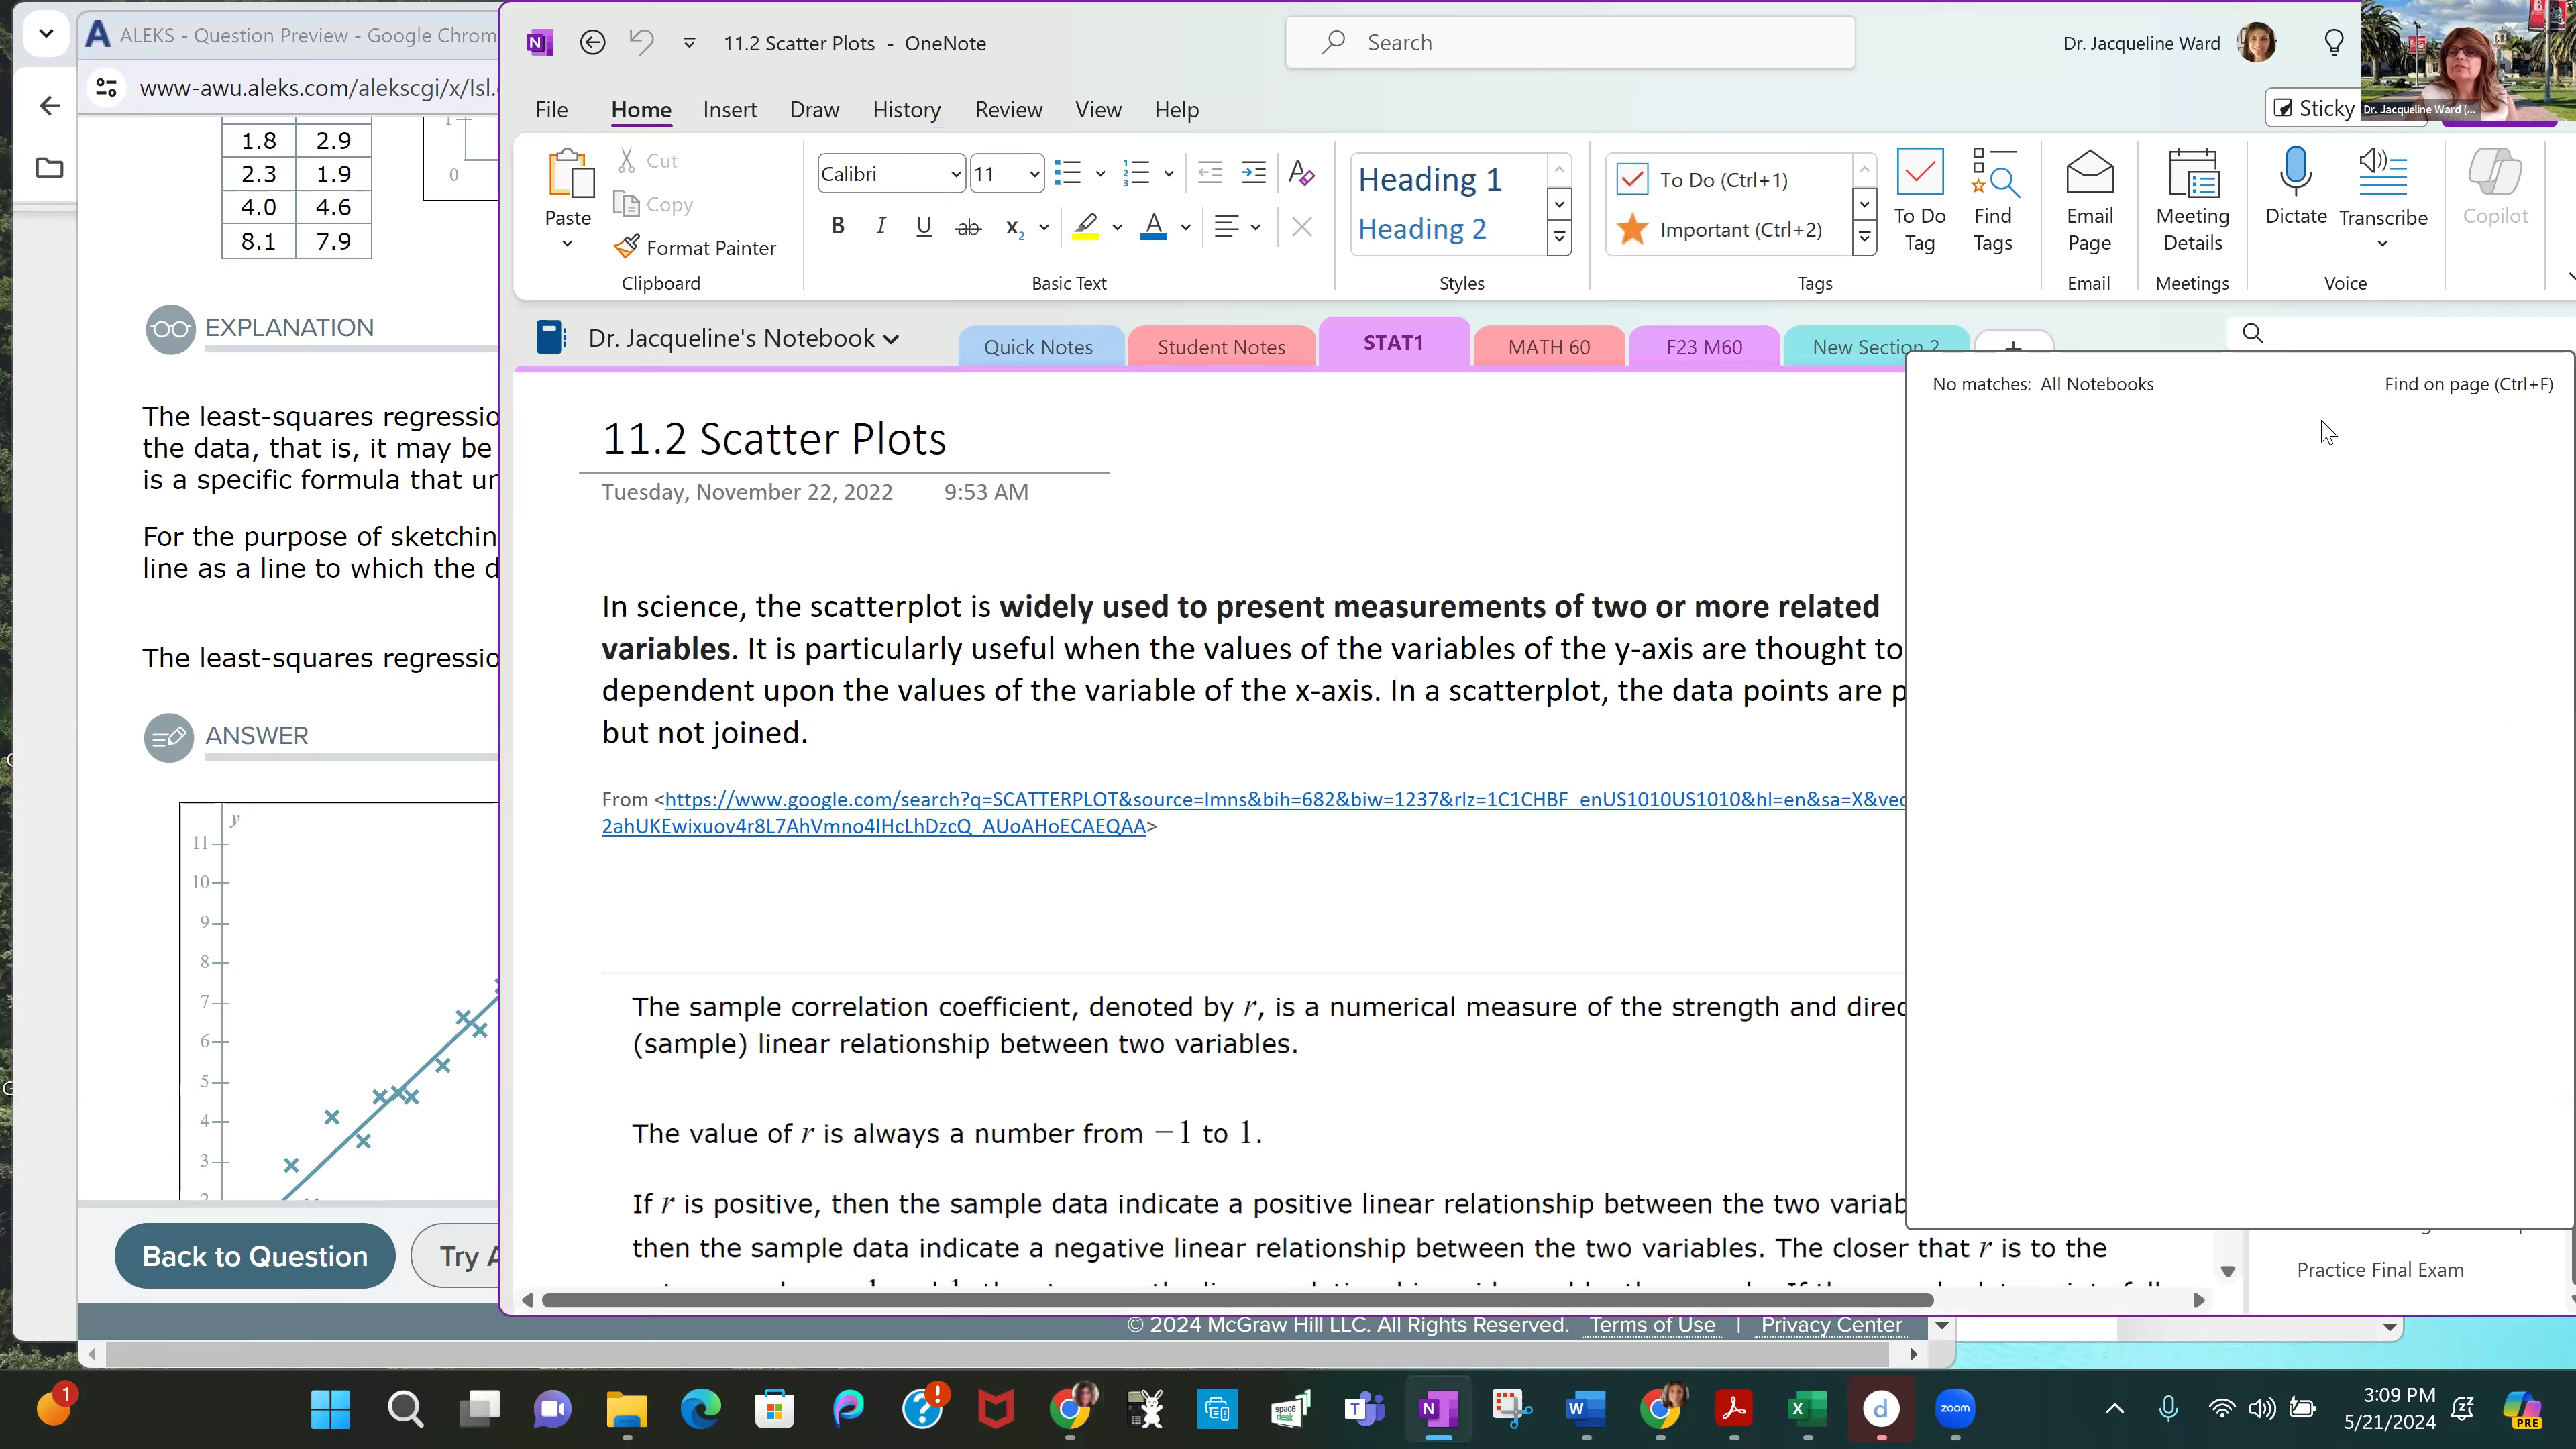 ALEKS - Question Preview - Google Chrom
11.2 Scatter Plots - OneNote
Search
Dr. Jacqueline Ward
www-awu.aleks.com/alekscgi/x/lsl.
File Home Insert Draw History Review View Help
Sticky
Dr. Jacqueline Ward (...
1.8 2.9
2.3 1.9
4.0 4.6
8.1 7.9
0
Paste
Cut
Copy
Format Painter
Clipboard
Calibri 11
B I U ab x2 A
Basic Text
Heading 1
Heading 2
Styles
To Do (Ctrl+1)
Important (Ctrl+2)
Tags
To Do Tag
Find Tags
Email Page
Email
Meeting Details
Meetings
Dictate
Transcribe
Voice
Copilot
Dr. Jacqueline's Notebook
Quick Notes Student Notes STAT1 MATH 60 F23 M60 New Section 2 +
No matches: All Notebooks Find on page (Ctrl+F)
EXPLANATION
The least-squares regressio
the data, that is, it may be
is a specific formula that
For the purpose of sketchin
line as a line to which the d
The least-squares regressio
ANSWER
y
11
10
9
8
7
6
5
4
3
2
Back to Question
Try A
11.2 Scatter Plots
Tuesday, November 22, 2022 9:53 AM
In science, the scatterplot is widely used to present measurements of two or more related
variables. It is particularly useful when the values of the variables of the y-axis are thought to
dependent upon the values of the variable of the x-axis. In a scatterplot, the data points are p
but not joined.
From <https://www.google.com/search?q=SCATTERPLOT&source=lmns&bih=682&biw=1237&rlz=1C1CHBF_enUS1010US1010&hl=en&sa=X&ved
2ahUKEwixuov4r8L7AhVmno4IHcLhDzcQ_AUoAHoECAEQAA>
The sample correlation coefficient, denoted by r, is a numerical measure of the strength and direc
(sample) linear relationship between two variables.
The value of r is always a number from −1 to 1.
If r is positive, then the sample data indicate a positive linear relationship between the two variab
then the sample data indicate a negative linear relationship between the two variables. The closer that r is to the
Practice Final Exam
© 2024 McGraw Hill LLC. All Rights Reserved. Terms of Use | Privacy Center
1
space desk
zoom
3:09 PM
5/21/2024
PRE